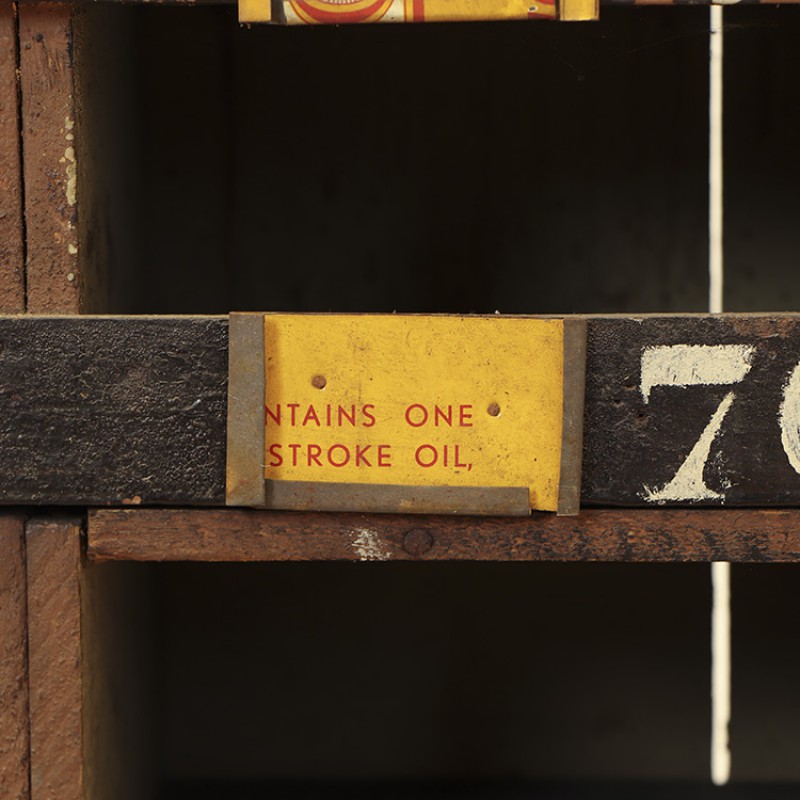 NTAINS ONE
STROKE OIL,
7